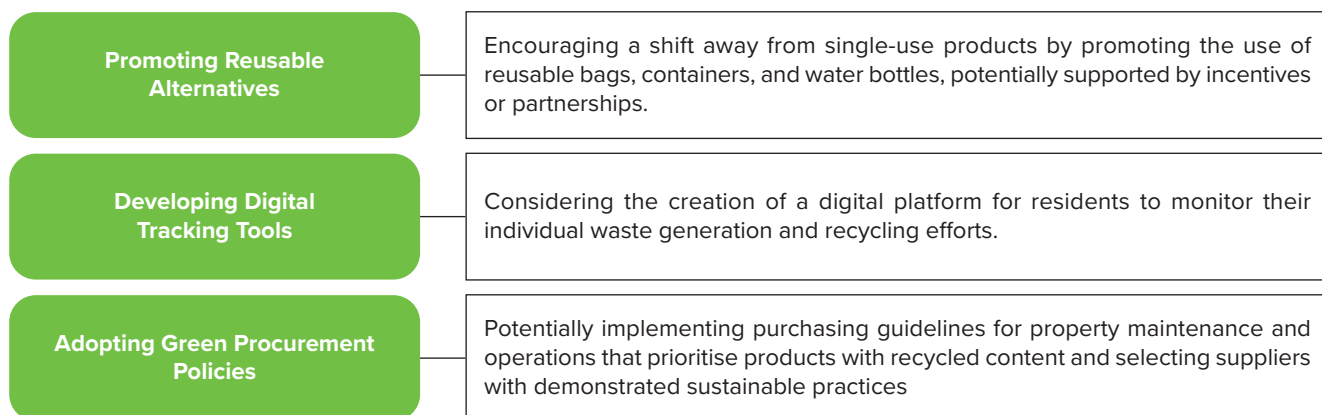 Promoting Reusable
Alternatives
Encouraging a shift away from single-use products by promoting the use of
reusable bags, containers, and water bottles, potentially supported by incentives
or partnerships.
Developing Digital
Tracking Tools
Considering the creation of a digital platform for residents to monitor their
individual waste generation and recycling efforts.
Adopting Green Procurement
Policies
Potentially implementing purchasing guidelines for property maintenance and
operations that prioritise products with recycled content and selecting suppliers
with demonstrated sustainable practices